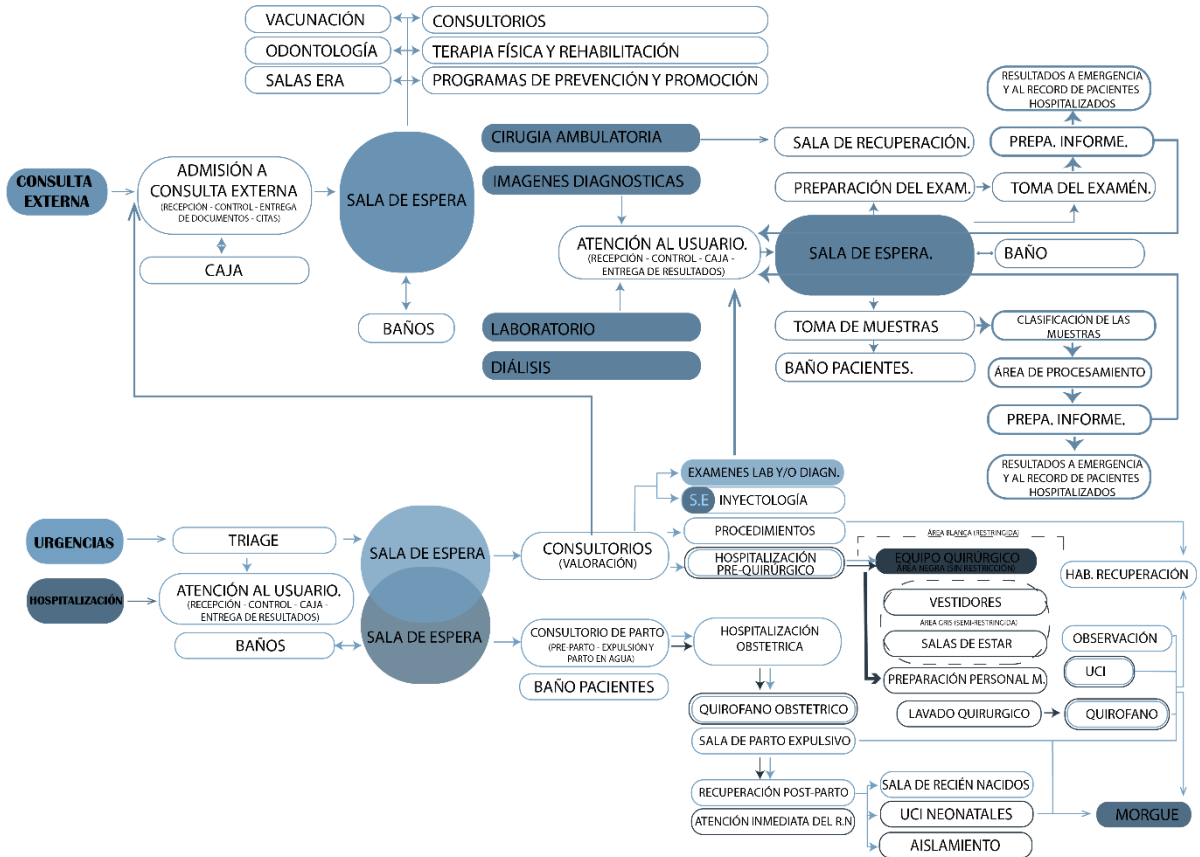 VACUNACIÓN
CONSULTORIOS
ODONTOLOGÍA
TERAPIA FÍSICA Y REHABILITACIÓN
SALAS ERA
PROGRAMAS DE PREVENCIÓN Y PROMOCIÓN
CONSULTA
EXTERNA
ADMISIÓN A
CONSULTA EXTERNA
(RECEPCIÓN - CONTROL - ENTREGA
DE DOCUMENTOS - CITAS)
CAJA
SALA DE ESPERA
BAÑOS
CIRUGIA AMBULATORIA
SALA DE RECUPERACIÓN.
IMAGENES DIAGNOSTICAS
PREPARACIÓN DEL EXAM.
TOMA DEL EXAMÉN.
PREPA. INFORME.
RESULTADOS A EMERGENCIA
Y AL RECORD DE PACIENTES
HOSPITALIZADOS
ATENCIÓN AL USUARIO.
(RECEPCIÓN - CONTROL - CAJA -
ENTREGA DE RESULTADOS)
SALA DE ESPERA.
BAÑO
LABORATORIO
DIÁLISIS
TOMA DE MUESTRAS
BAÑO PACIENTES.
CLASIFICACIÓN DE LAS
MUESTRAS
ÁREA DE PROCESAMIENTO
PREPA. INFORME.
RESULTADOS A EMERGENCIA
Y AL RECORD DE PACIENTES
HOSPITALIZADOS
URGENCIAS
TRIAGE
HOSPITALIZACIÓN
ATENCIÓN AL USUARIO.
(RECEPCIÓN - CONTROL - CAJA -
ENTREGA DE RESULTADOS)
BAÑOS
SALA DE ESPERA
SALA DE ESPERA
CONSULTORIOS
(VALORACIÓN)
EXAMENES LAB Y/O DIAGN.
S.E INYECTOLOGÍA
PROCEDIMIENTOS
HOSPITALIZACIÓN
PRE-QUIRÚRGICO
ÁREA BLANCA (RESTRINGIDA)
EQUIPO QUIRÚRGICO
ÁREA NEGRA (SIN RESTRICCIÓN)
VESTIDORES
ÁREA GRIS (SEMI-RESTRINGIDA)
SALAS DE ESTAR
PREPARACIÓN PERSONAL M.
LAVADO QUIRURGICO
QUIROFANO
HAB. RECUPERACIÓN
OBSERVACIÓN
UCI
CONSULTORIO DE PARTO
(PRE-PARTO - EXPULSIÓN Y
PARTO EN AGUA)
BAÑO PACIENTES
HOSPITALIZACIÓN
OBSTETRICA
QUIROFANO OBSTETRICO
SALA DE PARTO EXPULSIVO
RECUPERACIÓN POST-PARTO
ATENCIÓN INMEDIATA DEL R.N
SALA DE RECIÉN NACIDOS
UCI NEONATALES
AISLAMIENTO
MORGUE